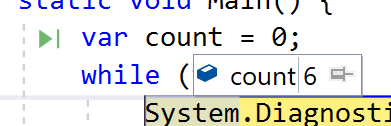 static void Main() {
var count = 0;
while (
count 6
System.Diagnosti